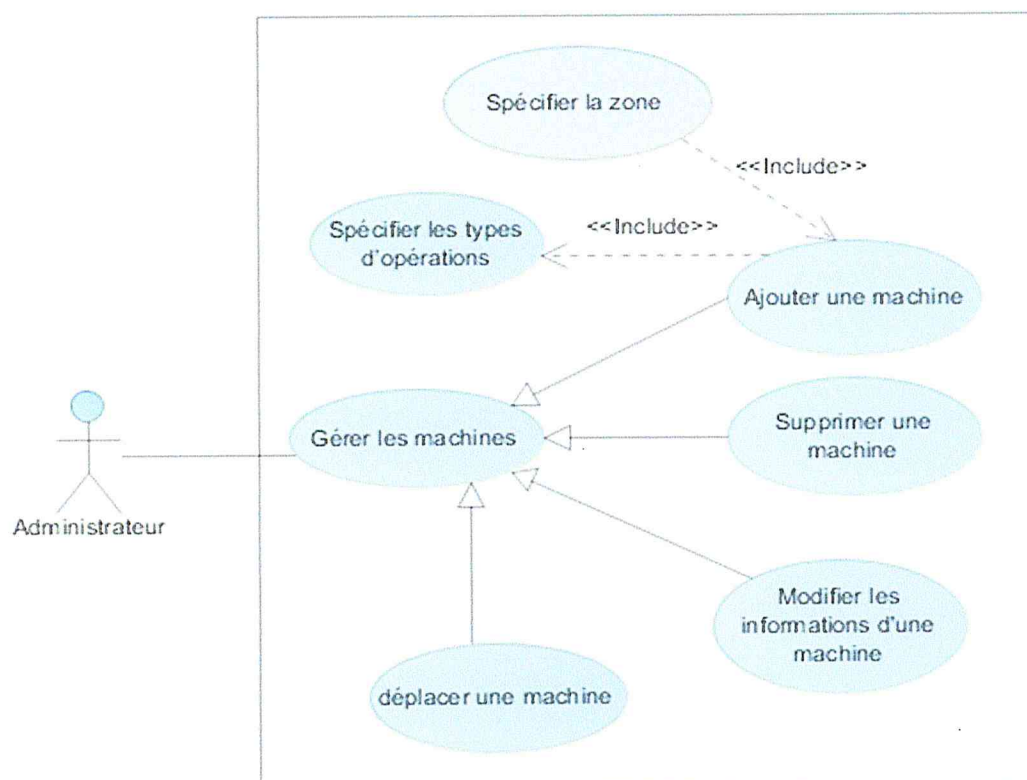 Spécifier la zone
<<Include>>
Spécifier les types
d'opérations
<<Include>>
Ajouter une machine
Gérer les machines
Supprimer une
machine
Administrateur
Modifier les
informations d'une
machine
déplacer une machine